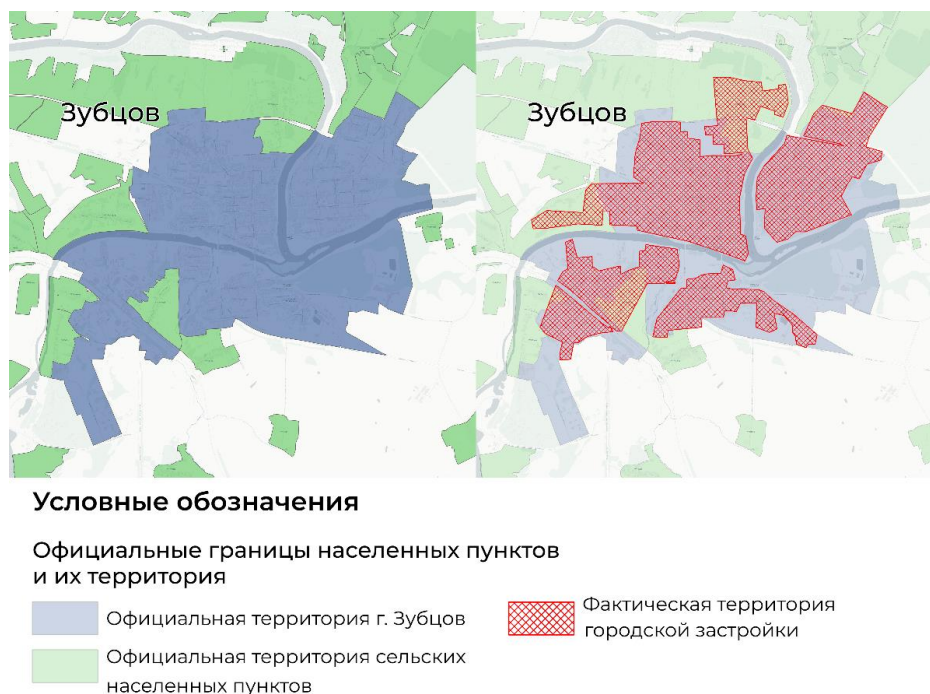 Зубцов
Зубцов
Условные обозначения
Официальные границы населенных пунктов
и их территория
Официальная территория г. Зубцов
Официальная территория сельских
населенных пунктов
Фактическая территория
городской застройки